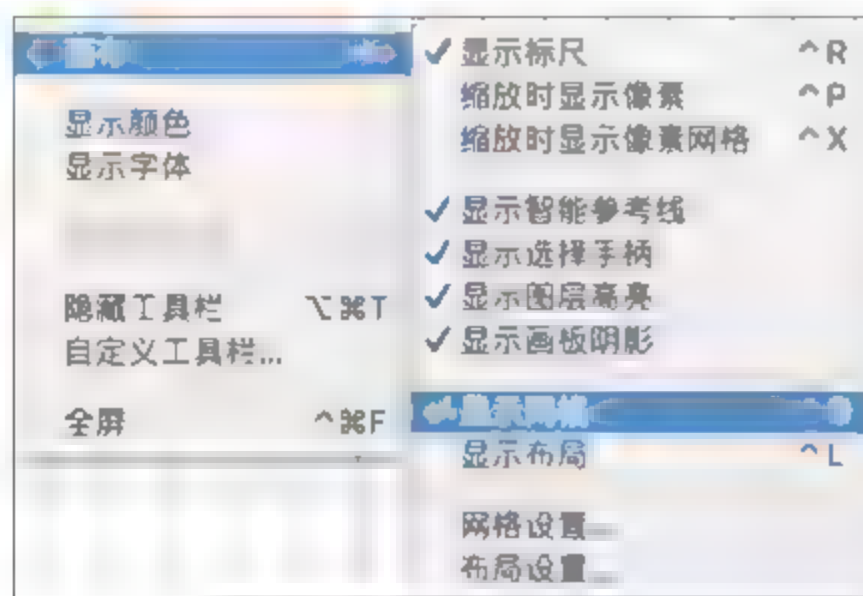 显示颜色
显示字体
隐藏工具栏 ⌥⌘T
自定义工具栏...
全屏 ^⌘F
✓ 显示标尺 ^R
缩放时显示像素 ^P
缩放时显示像素网格 ^X
✓ 显示智能参考线
✓ 显示选择手柄
✓ 显示图层高亮
✓ 显示画板阴影
显示网格
显示布局 ^L
网格设置...
布局设置...